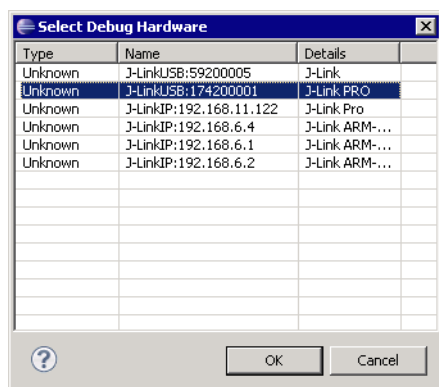 Select Debug Hardware
Type Name Details
Unknown J-LinkUSB:59200005 J-Link
Unknown J-LinkUSB:174200001 J-Link PRO
Unknown J-LinkIP:192.168.11.122 J-Link Pro
Unknown J-LinkIP:192.168.6.4 J-Link ARM-...
Unknown J-LinkIP:192.168.6.1 J-Link ARM-...
Unknown J-LinkIP:192.168.6.2 J-Link ARM-...
? OK Cancel